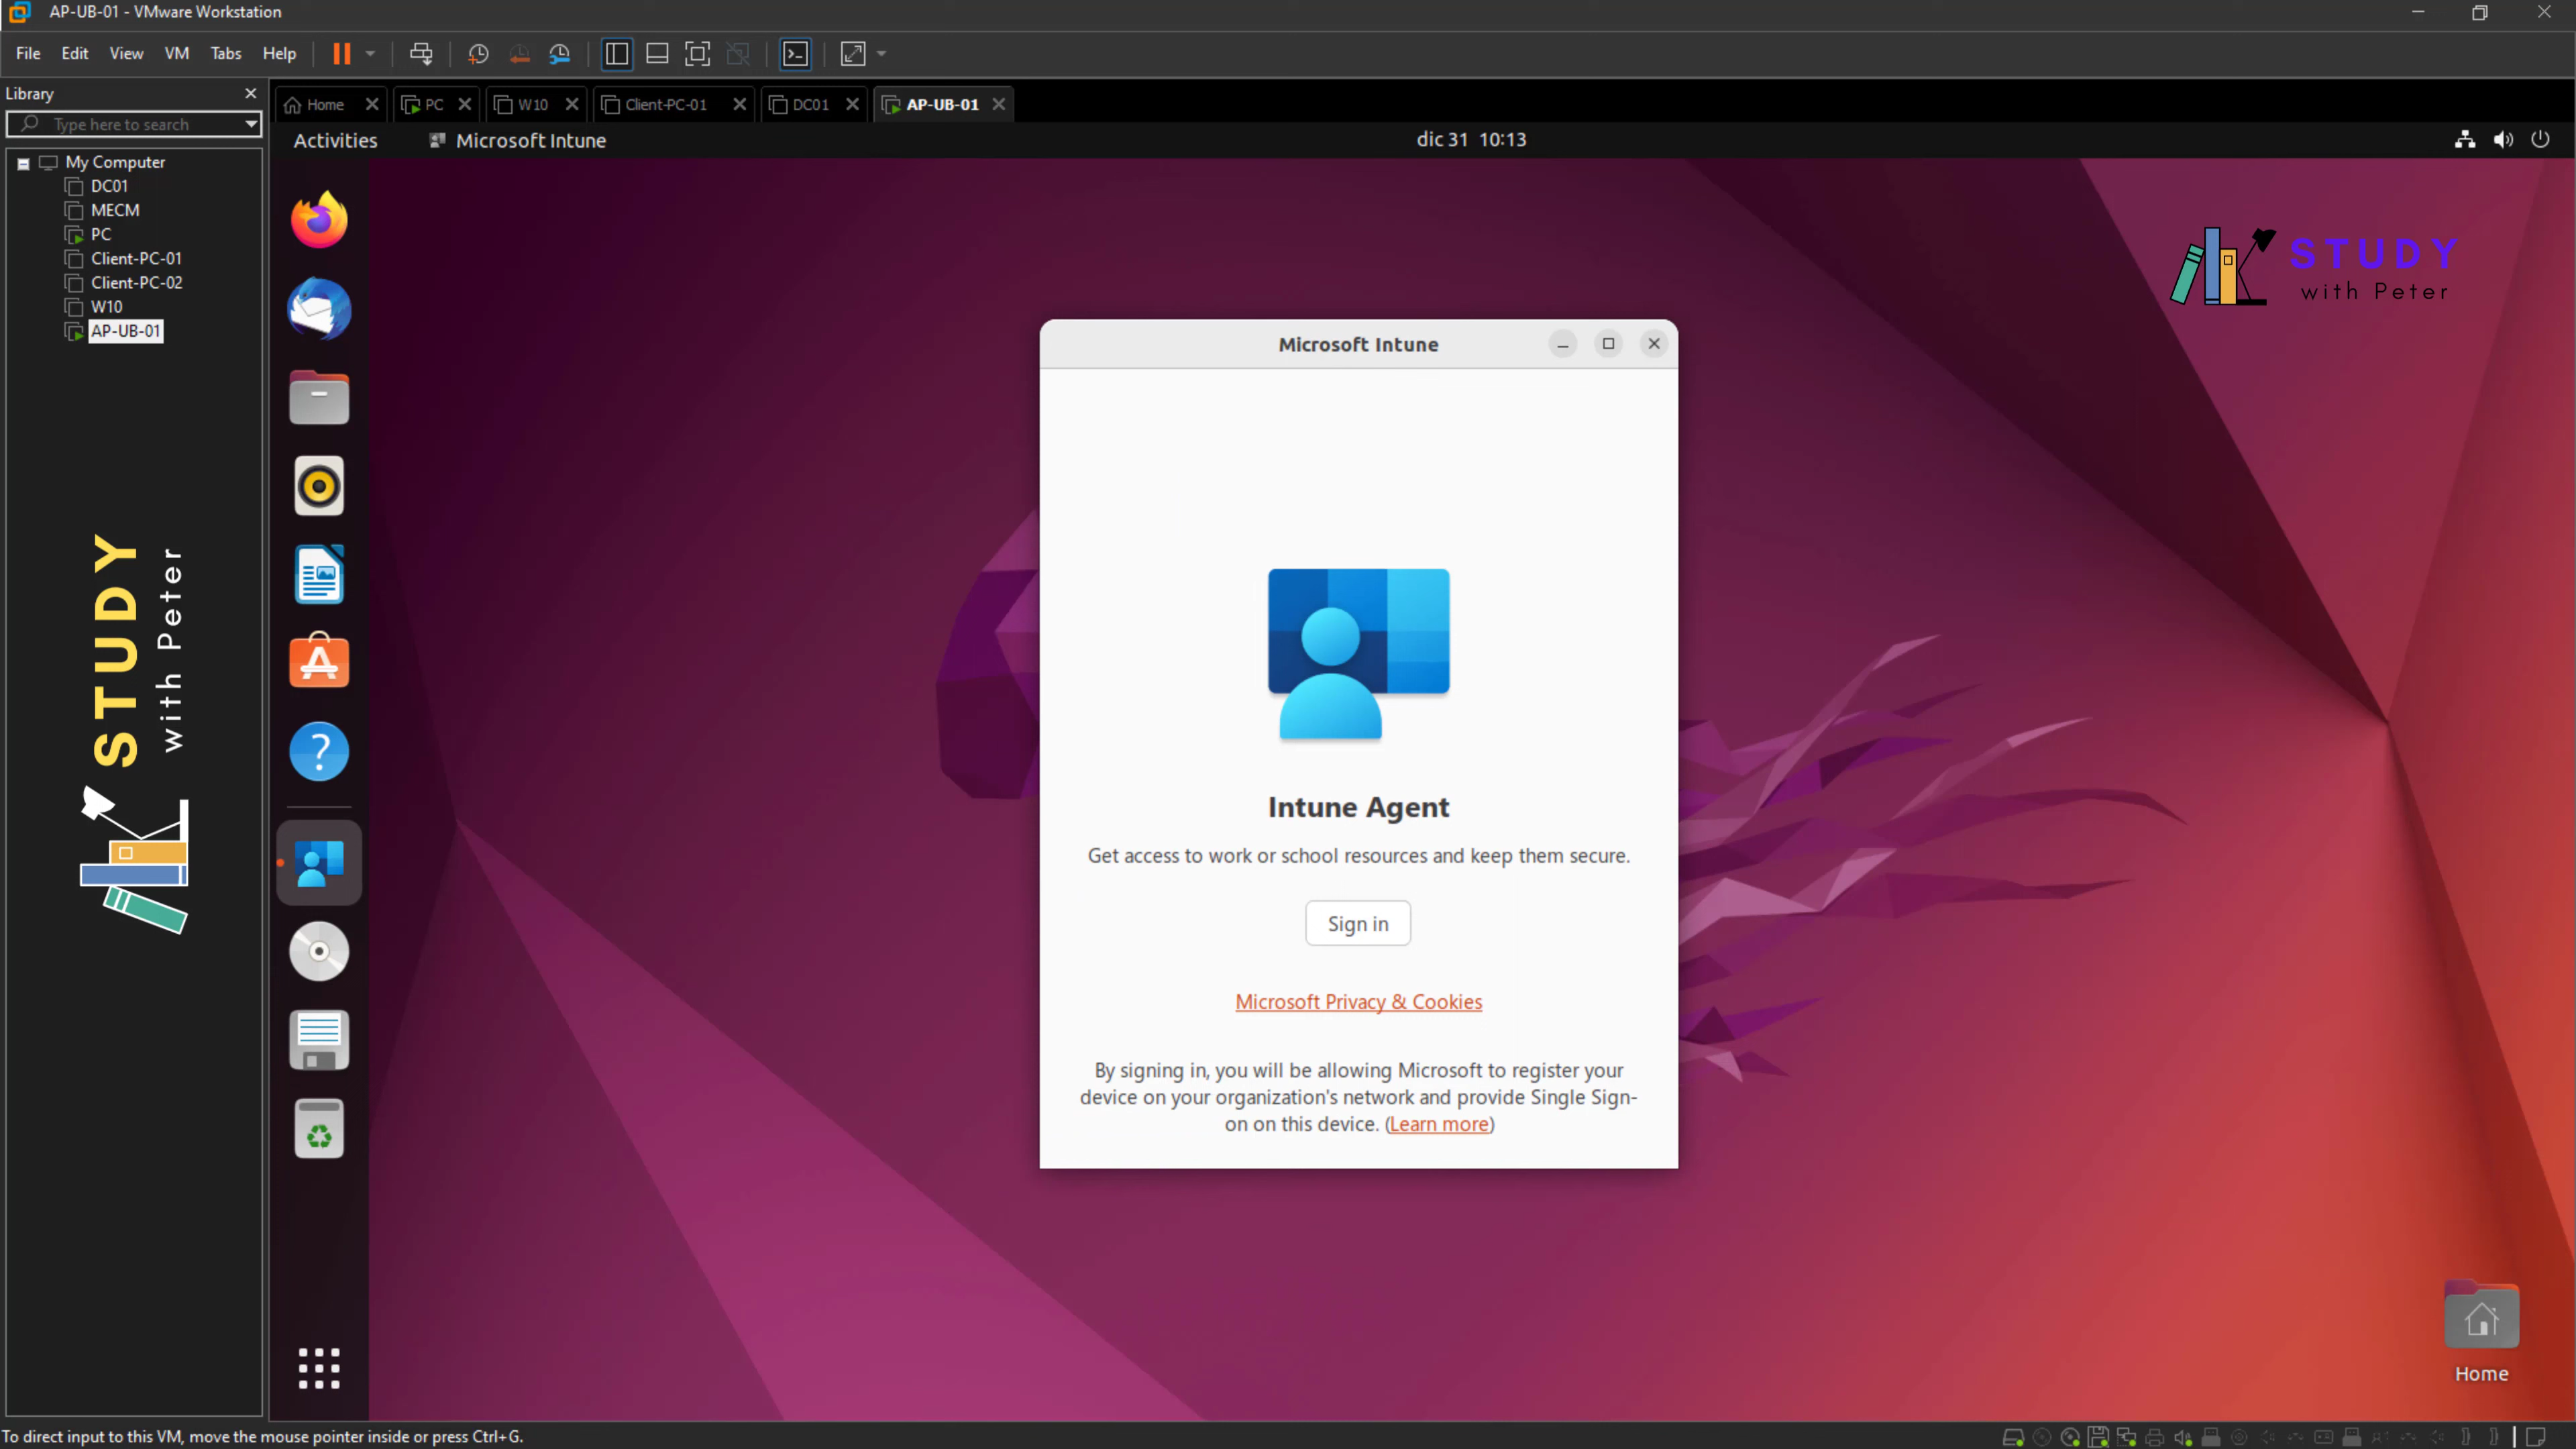 AP-UB-01 - VMware Workstation
File Edit View VM Tabs Help
Library
Type here to search
My Computer
DC01
MECM
PC
Client-PC-01
Client-PC-02
W10
AP-UB-01
STUDY
with Peter
Home PC W10 Client-PC-01 DC01 AP-UB-01
Activities Microsoft Intune dic 31 10:13
STUDY
with Peter
Microsoft Intune
Intune Agent
Get access to work or school resources and keep them secure.
Sign in
Microsoft Privacy & Cookies
By signing in, you will be allowing Microsoft to register your
device on your organization's network and provide Single Sign-
on on this device. (Learn more)
Home
To direct input to this VM, move the mouse pointer inside or press Ctrl+G.